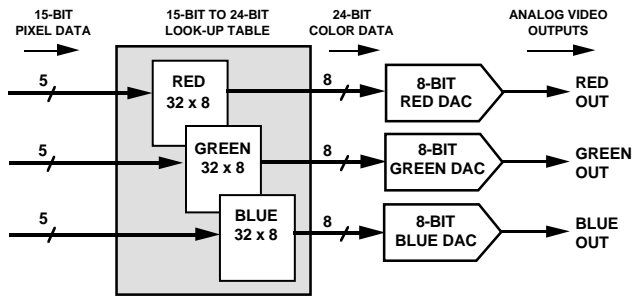 15-BIT
PIXEL DATA
15-BIT TO 24-BIT
LOOK-UP TABLE
24-BIT
COLOR DATA
ANALOG VIDEO
OUTPUTS
5
RED
32 x 8
8
8-BIT
RED DAC
RED
OUT
5
GREEN
32 x 8
8
8-BIT
GREEN DAC
GREEN
OUT
5
BLUE
32 x 8
8
8-BIT
BLUE DAC
BLUE
OUT